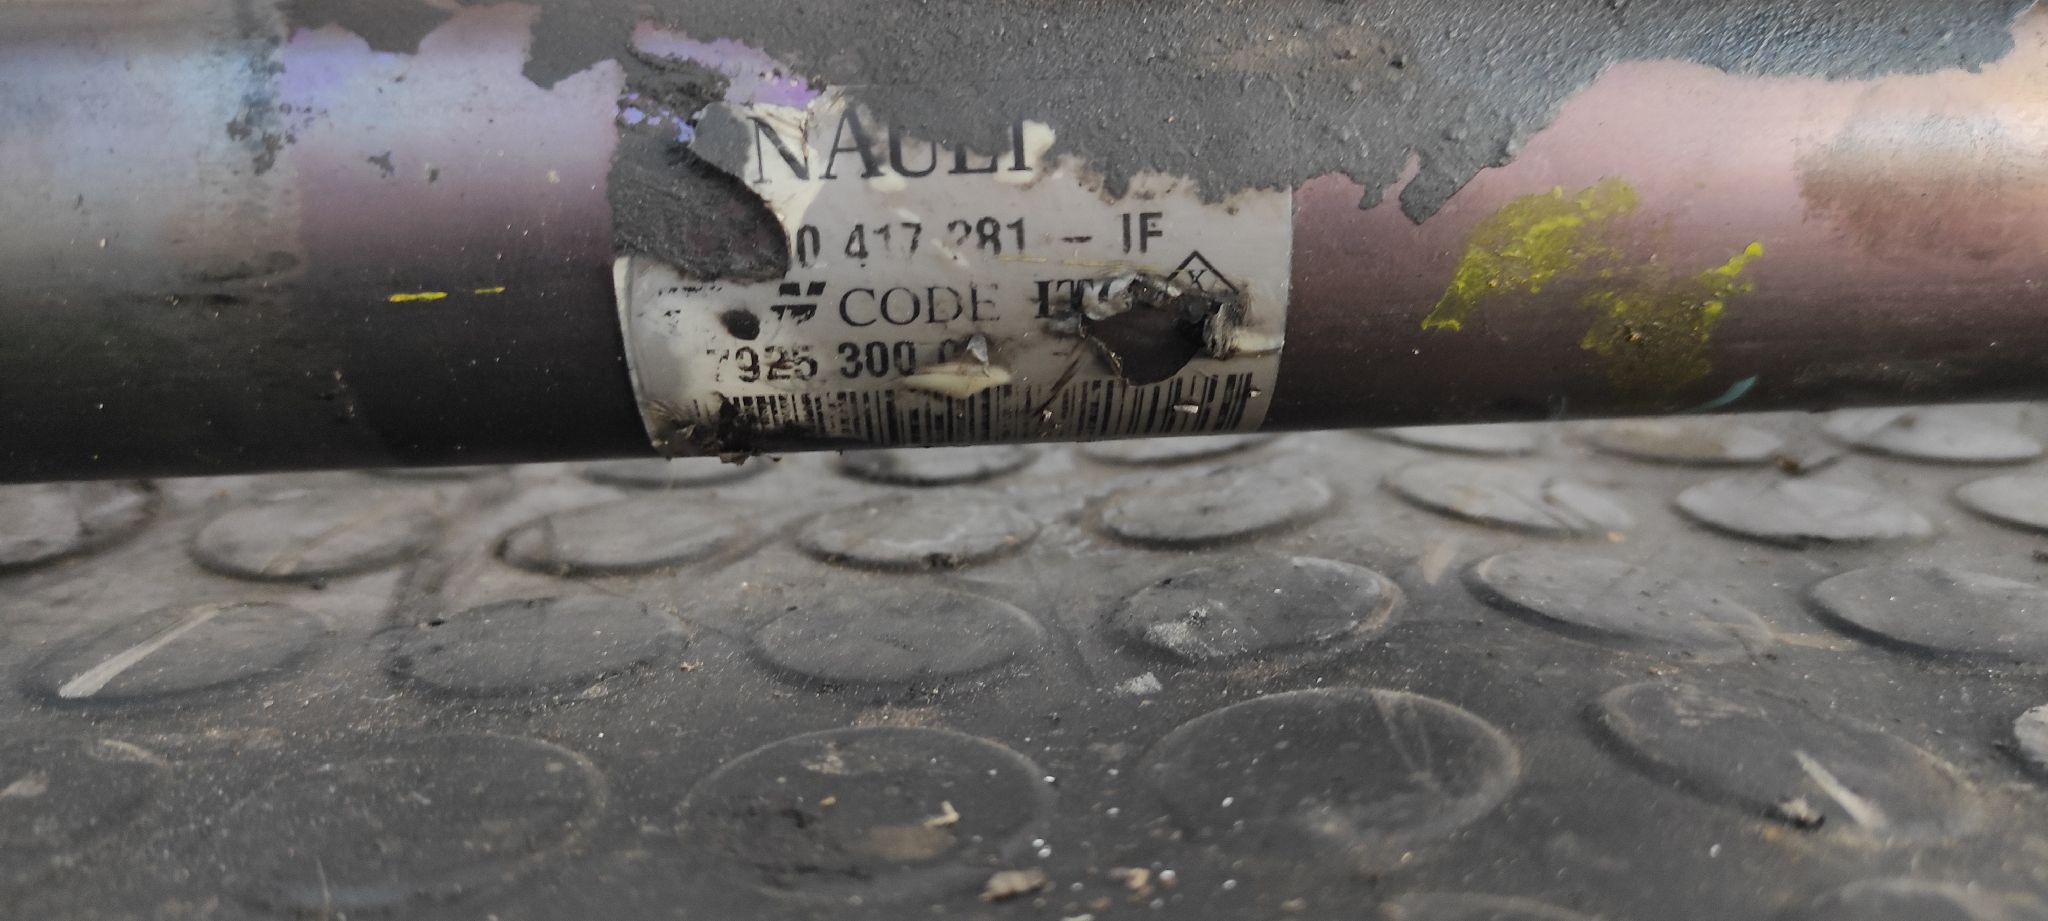 NAULT
0 417 281 - IF
CODE
X
7925 300